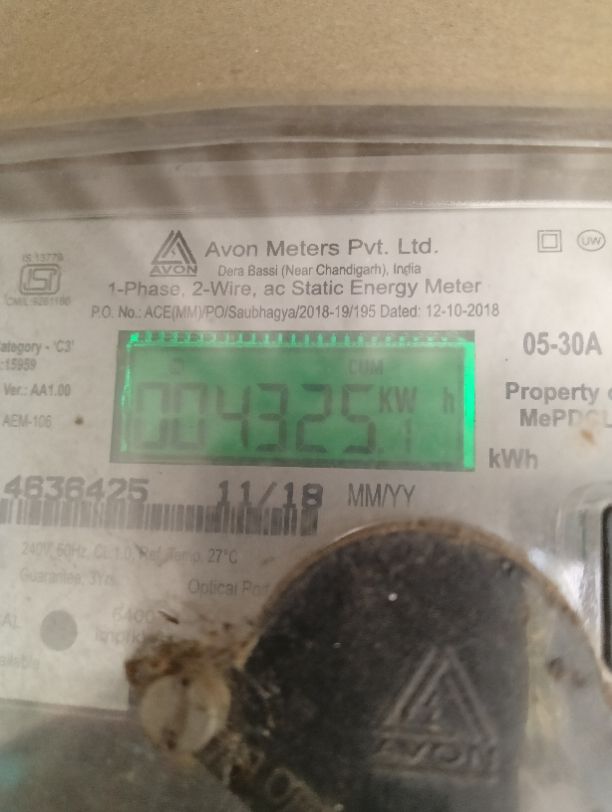 IS 13779
ISI
AVON
Avon Meters Pvt. Ltd.
UW
Dera Bassi (Near Chandigarh), India
1-Phase, 2-Wire, ac Static Energy Meter
P.O. No.: ACE(MM)/PO/Saubhagya/2018-19/195 Dated: 12-10-2018
ategory - 'C3'
:15959
Ver.: AA1.00
AEM-106
CUM
004325.1 KW h
05-30A
Property
MePDCL
kWh
4636425 11/18 MM/YY
240V, 50Hz, CL 1.0, Ref. Temp. 27°C
Guarantee, 3Yrs
Optical Port
6400
AVON